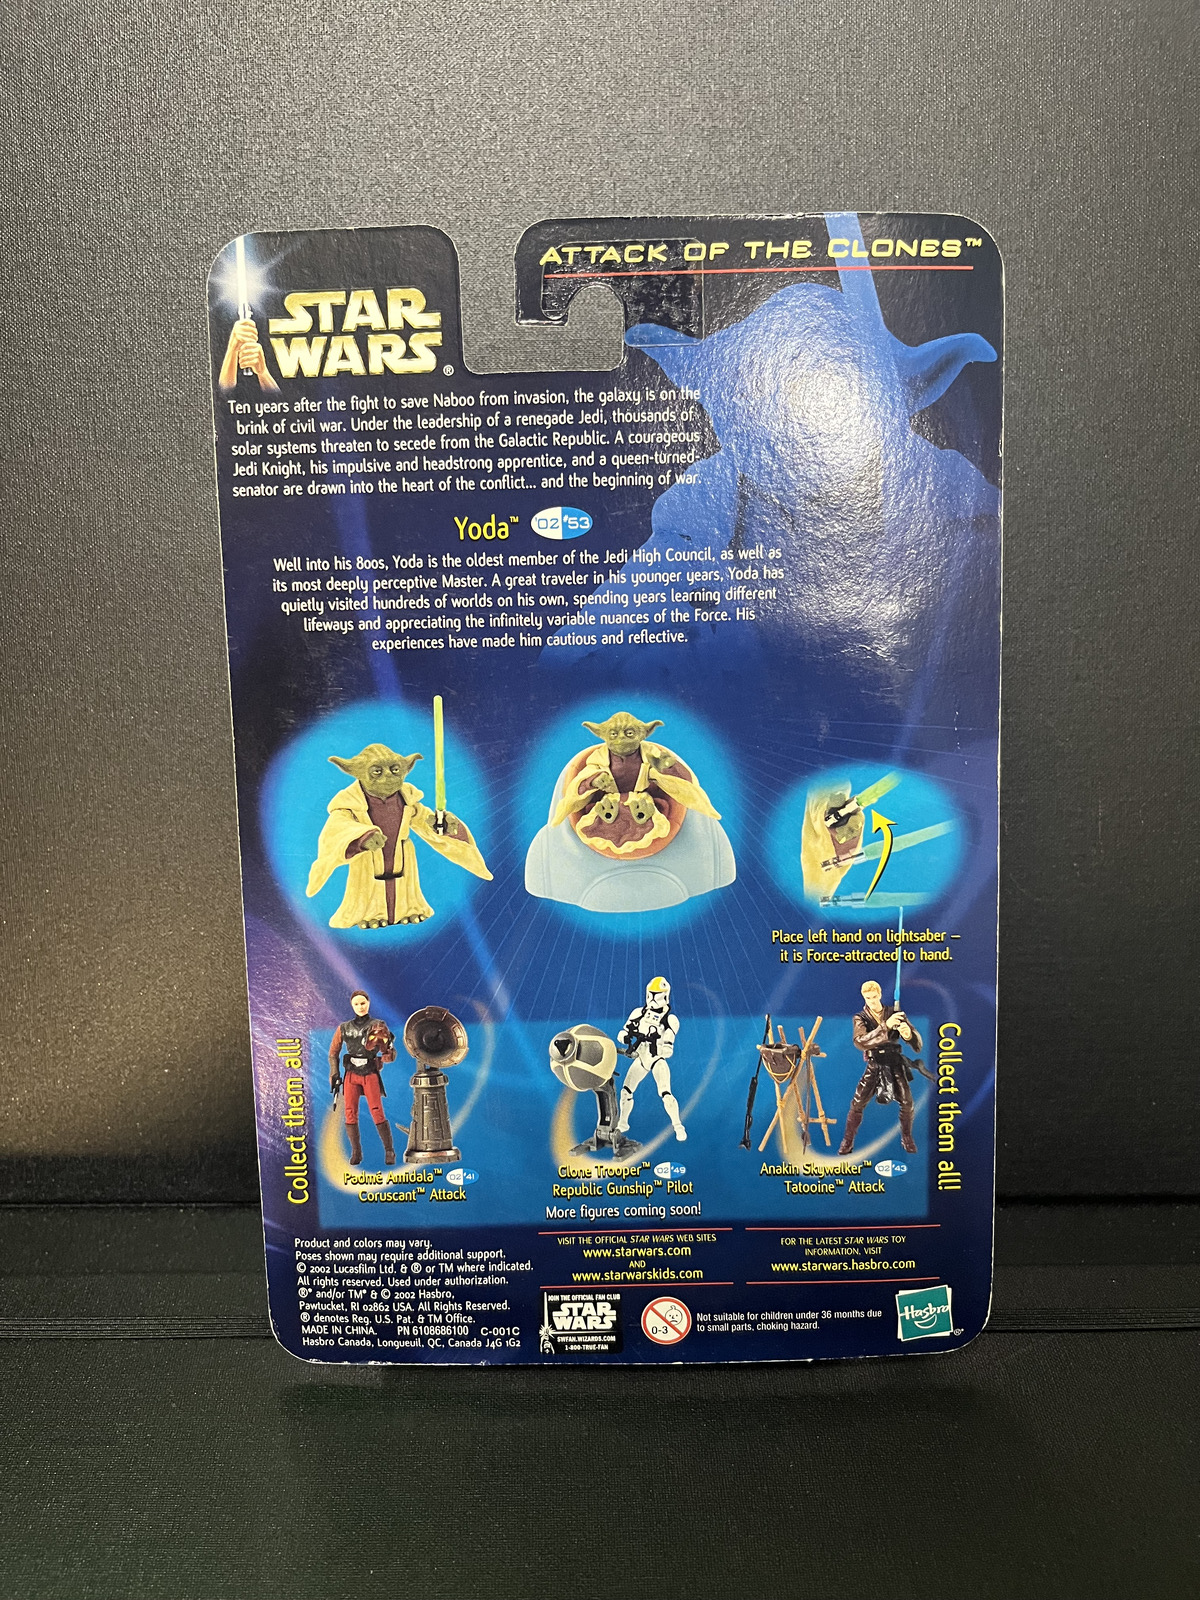 ATTACK OF THE CLONES™
STAR
WARS®
Ten years after the fight to save Naboo from invasion, the galaxy is on the
brink of civil war. Under the leadership of a renegade Jedi, thousands of
solar systems threaten to secede from the Galactic Republic. A courageous
Jedi Knight, his impulsive and headstrong apprentice, and a queen-turned-
senator are drawn into the heart of the conflict... and the beginning of war.
Yoda™ '02 #53
Well into his 800s, Yoda is the oldest member of the Jedi High Council, as well as
its most deeply perceptive Master. A great traveler in his younger years, Yoda has
quietly visited hundreds of worlds on his own, spending years learning different
lifeways and appreciating the infinitely variable nuances of the Force. His
experiences have made him cautious and reflective.
Place left hand on lightsaber –
it is Force-attracted to hand.
Collect them all!
Padmé Amidala™ '02 #41
Coruscant™ Attack
Clone Trooper™ '02 #49
Republic Gunship™ Pilot
Anakin Skywalker™ '02 #43
Tatooine™ Attack
Collect them all!
More figures coming soon!
Product and colors may vary.
Poses shown may require additional support.
© 2002 Lucasfilm Ltd. & ® or TM where indicated.
All rights reserved. Used under authorization.
®* and/or TM* & © 2002 Hasbro,
Pawtucket, RI 02862 USA. All Rights Reserved.
® denotes Reg. U.S. Pat. & TM Office.
MADE IN CHINA. PN 6108686100 C-001C
Hasbro Canada, Longueuil, QC, Canada J4G 1G2
VISIT THE OFFICIAL STAR WARS WEB SITES
www.starwars.com
AND
www.starwarskids.com
FOR THE LATEST STAR WARS TOY
INFORMATION, VISIT
www.starwars.hasbro.com
JOIN THE OFFICIAL FAN CLUB
STAR
WARS
SWFAN.WIZARDS.COM
1-800-TRUE-FAN
0-3
Not suitable for children under 36 months due
to small parts, choking hazard.
Hasbro®*